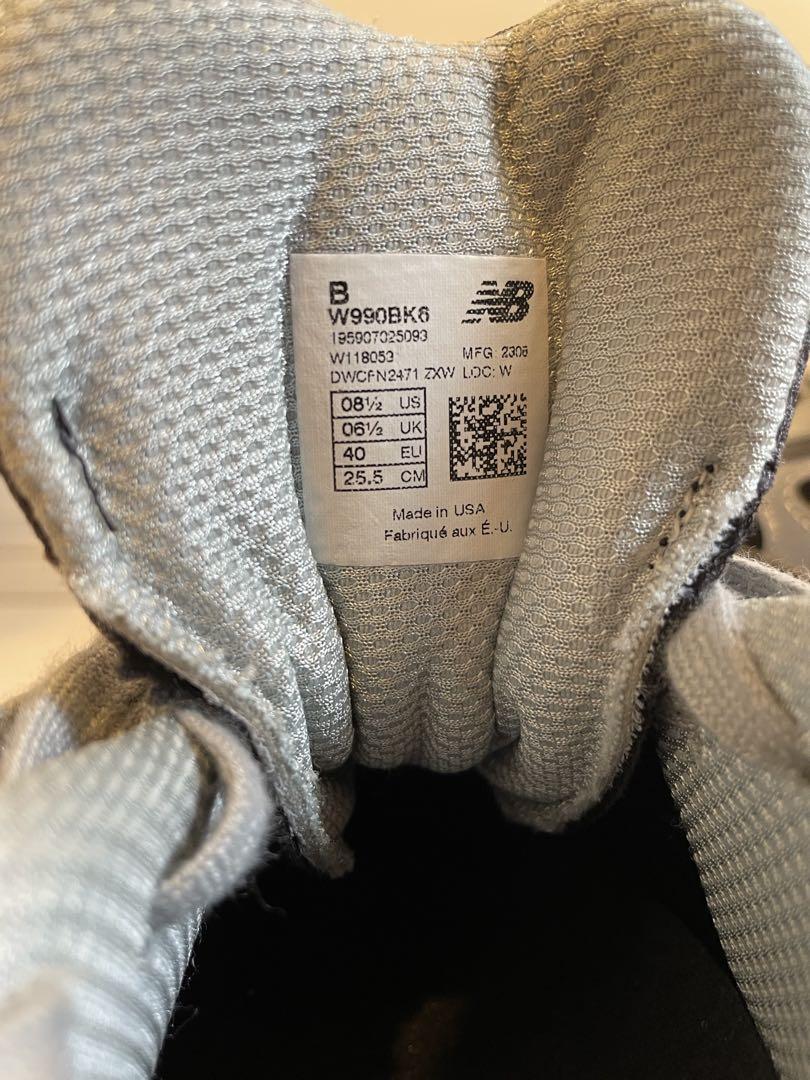 B
W990BK6
NB
195907025093
W118053 MFG: 2306
DWCFN2471 ZXW LOC: W
08½ US
06½ UK
40 EU
25.5 CM
Made in USA
Fabriqué aux É.-U.